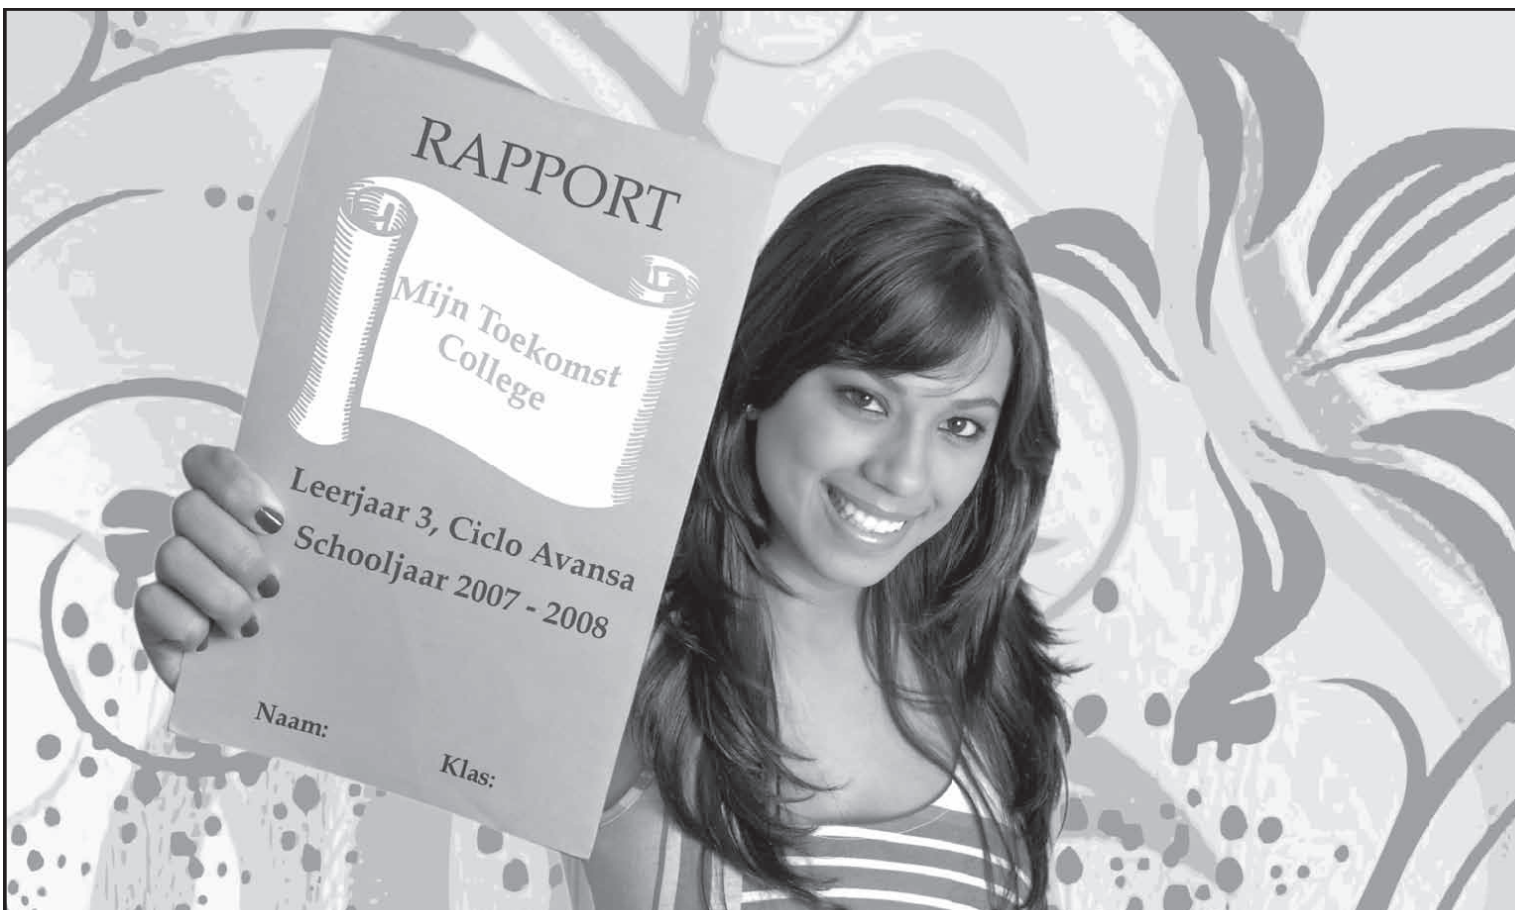 RAPPORT
Mijn Toekomst
College
Leerjaar 3, Ciclo Avansa
Schooljaar 2007 - 2008
Naam:
Klas: